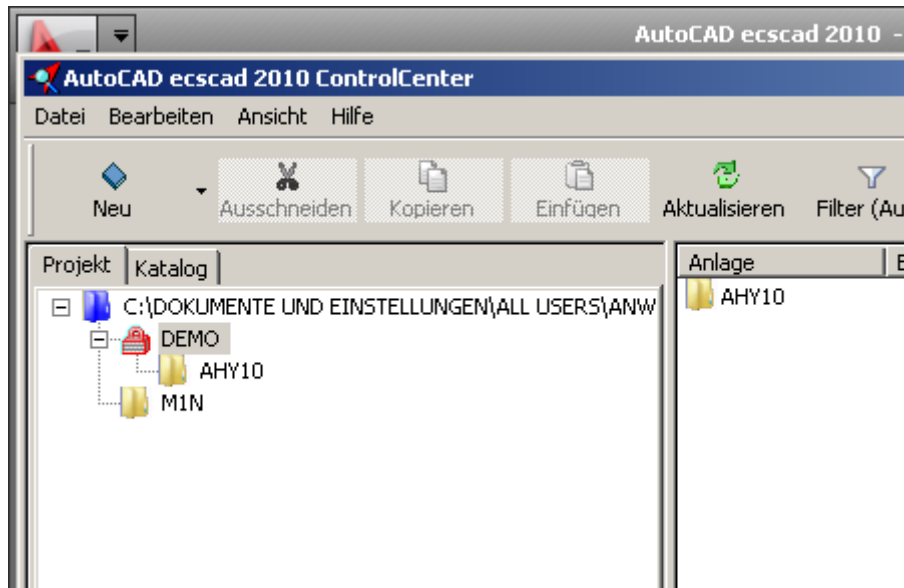 AutoCAD ecscad 2010 -
AutoCAD ecscad 2010 ControlCenter
Datei Bearbeiten Ansicht Hilfe
Neu Ausschneiden Kopieren Einfügen Aktualisieren Filter (Au
Projekt Katalog
Anlage
C:\DOKUMENTE UND EINSTELLUNGEN\ALL USERS\ANW
AHY10
DEMO
AHY10
M1N